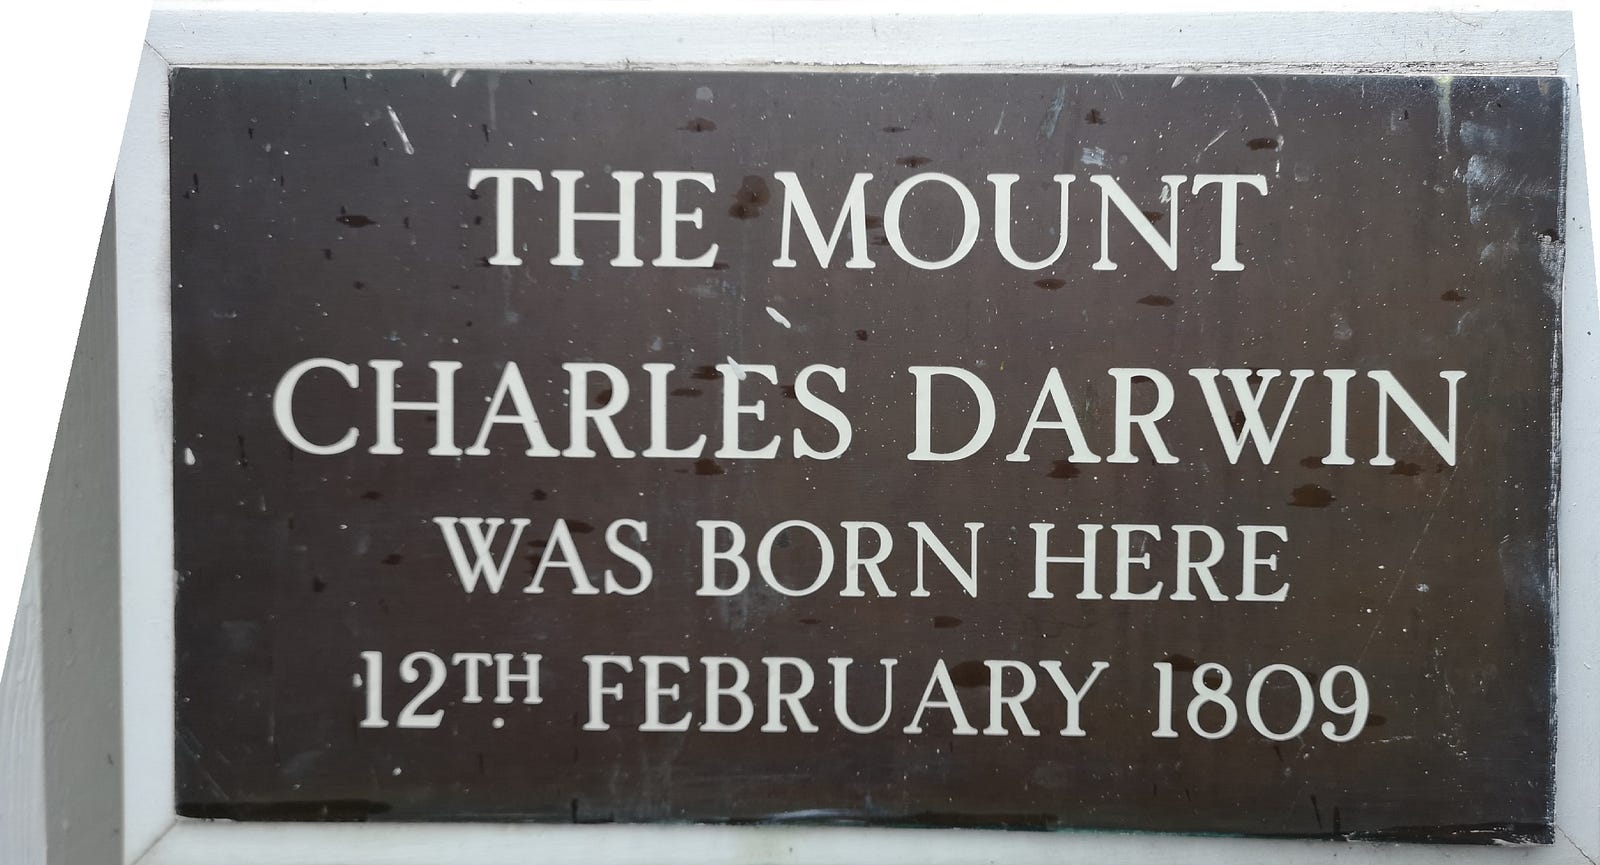 THE MOUNT
CHARLES DARWIN
WAS BORN HERE
12TH FEBRUARY 1809